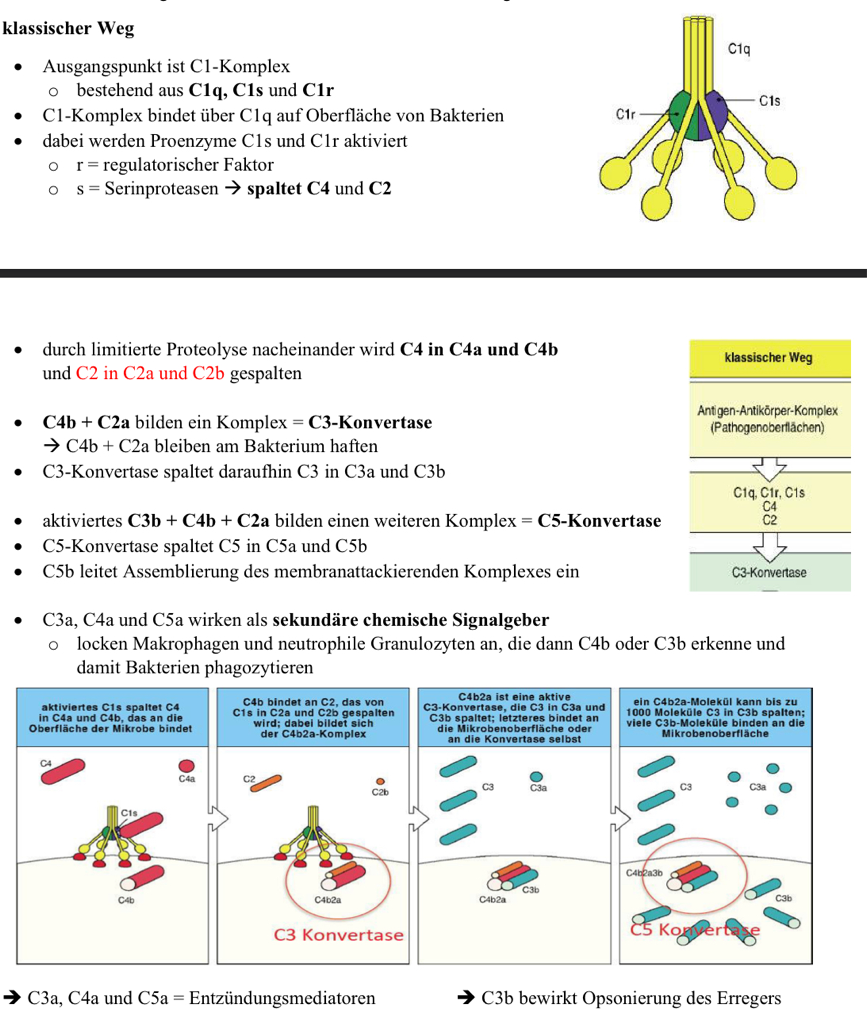 klassischer Weg
• Ausgangspunkt ist C1-Komplex
o bestehend aus C1q, C1s und C1r
• C1-Komplex bindet über C1q auf Oberfläche von Bakterien
• dabei werden Proenzyme C1s und C1r aktiviert
o r = regulatorischer Faktor
o s = Serinproteasen → spaltet C4 und C2
C1q
C1r
C1s
• durch limitierte Proteolyse nacheinander wird C4 in C4a und C4b
und C2 in C2a und C2b gespalten
• C4b + C2a bilden ein Komplex = C3-Konvertase
→ C4b + C2a bleiben am Bakterium haften
• C3-Konvertase spaltet daraufhin C3 in C3a und C3b
• aktiviertes C3b + C4b + C2a bilden einen weiteren Komplex = C5-Konvertase
• C5-Konvertase spaltet C5 in C5a und C5b
• C5b leitet Assemblierung des membranattackierenden Komplexes ein
• C3a, C4a und C5a wirken als sekundäre chemische Signalgeber
o locken Makrophagen und neutrophile Granulozyten an, die dann C4b oder C3b erkenne und
damit Bakterien phagozytieren
klassischer Weg
Antigen-Antikörper-Komplex
(Pathogenoberflächen)
C1q, C1r, C1s
C4
C2
C3-Konvertase
aktiviertes C1s spaltet C4
in C4a und C4b, das an die
Oberfläche der Mikrobe bindet
C4
C4a
C1s
C4b
C4b bindet an C2, das von
C1s in C2a und C2b gespalten
wird; dabei bildet sich
der C4b2a-Komplex
C2
C2b
C4b2a
C3 Konvertase
C4b2a ist eine aktive
C3-Konvertase, die C3 in C3a und
C3b spaltet; letzteres bindet an
die Mikrobenoberfläche oder
an die Konvertase selbst
C3
C3a
C4b2a
C3b
ein C4b2a-Molekül kann bis zu
1000 Moleküle C3 in C3b spalten;
viele C3b-Moleküle binden an die
Mikrobenoberfläche
C3
C3a
C4b2a3b
C3b
C5 Konvertase
→ C3a, C4a und C5a = Entzündungsmediatoren
→ C3b bewirkt Opsonierung des Erregers